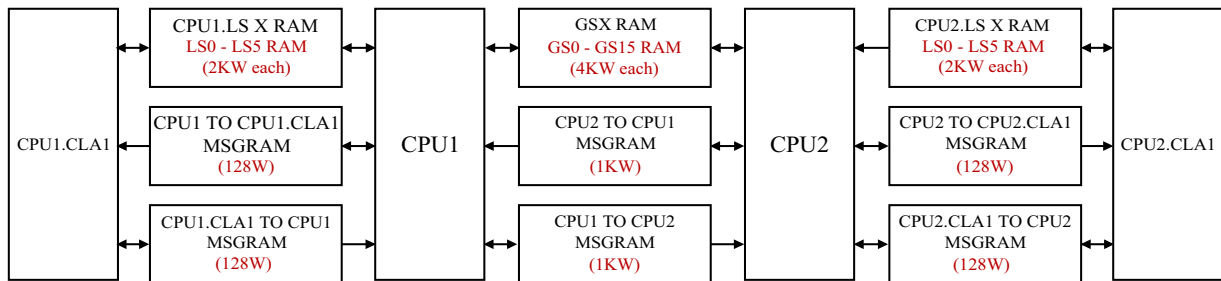 CPU1.CLA1
CPU1.LS X RAM
LS0 - LS5 RAM
(2KW each)
CPU1 TO CPU1.CLA1
MSGRAM
(128W)
CPU1.CLA1 TO CPU1
MSGRAM
(128W)
CPU1
GSX RAM
GS0 - GS15 RAM
(4KW each)
CPU2 TO CPU1
MSGRAM
(1KW)
CPU1 TO CPU2
MSGRAM
(1KW)
CPU2
CPU2.LS X RAM
LS0 - LS5 RAM
(2KW each)
CPU2 TO CPU2.CLA1
MSGRAM
(128W)
CPU2.CLA1 TO CPU2
MSGRAM
(128W)
CPU2.CLA1